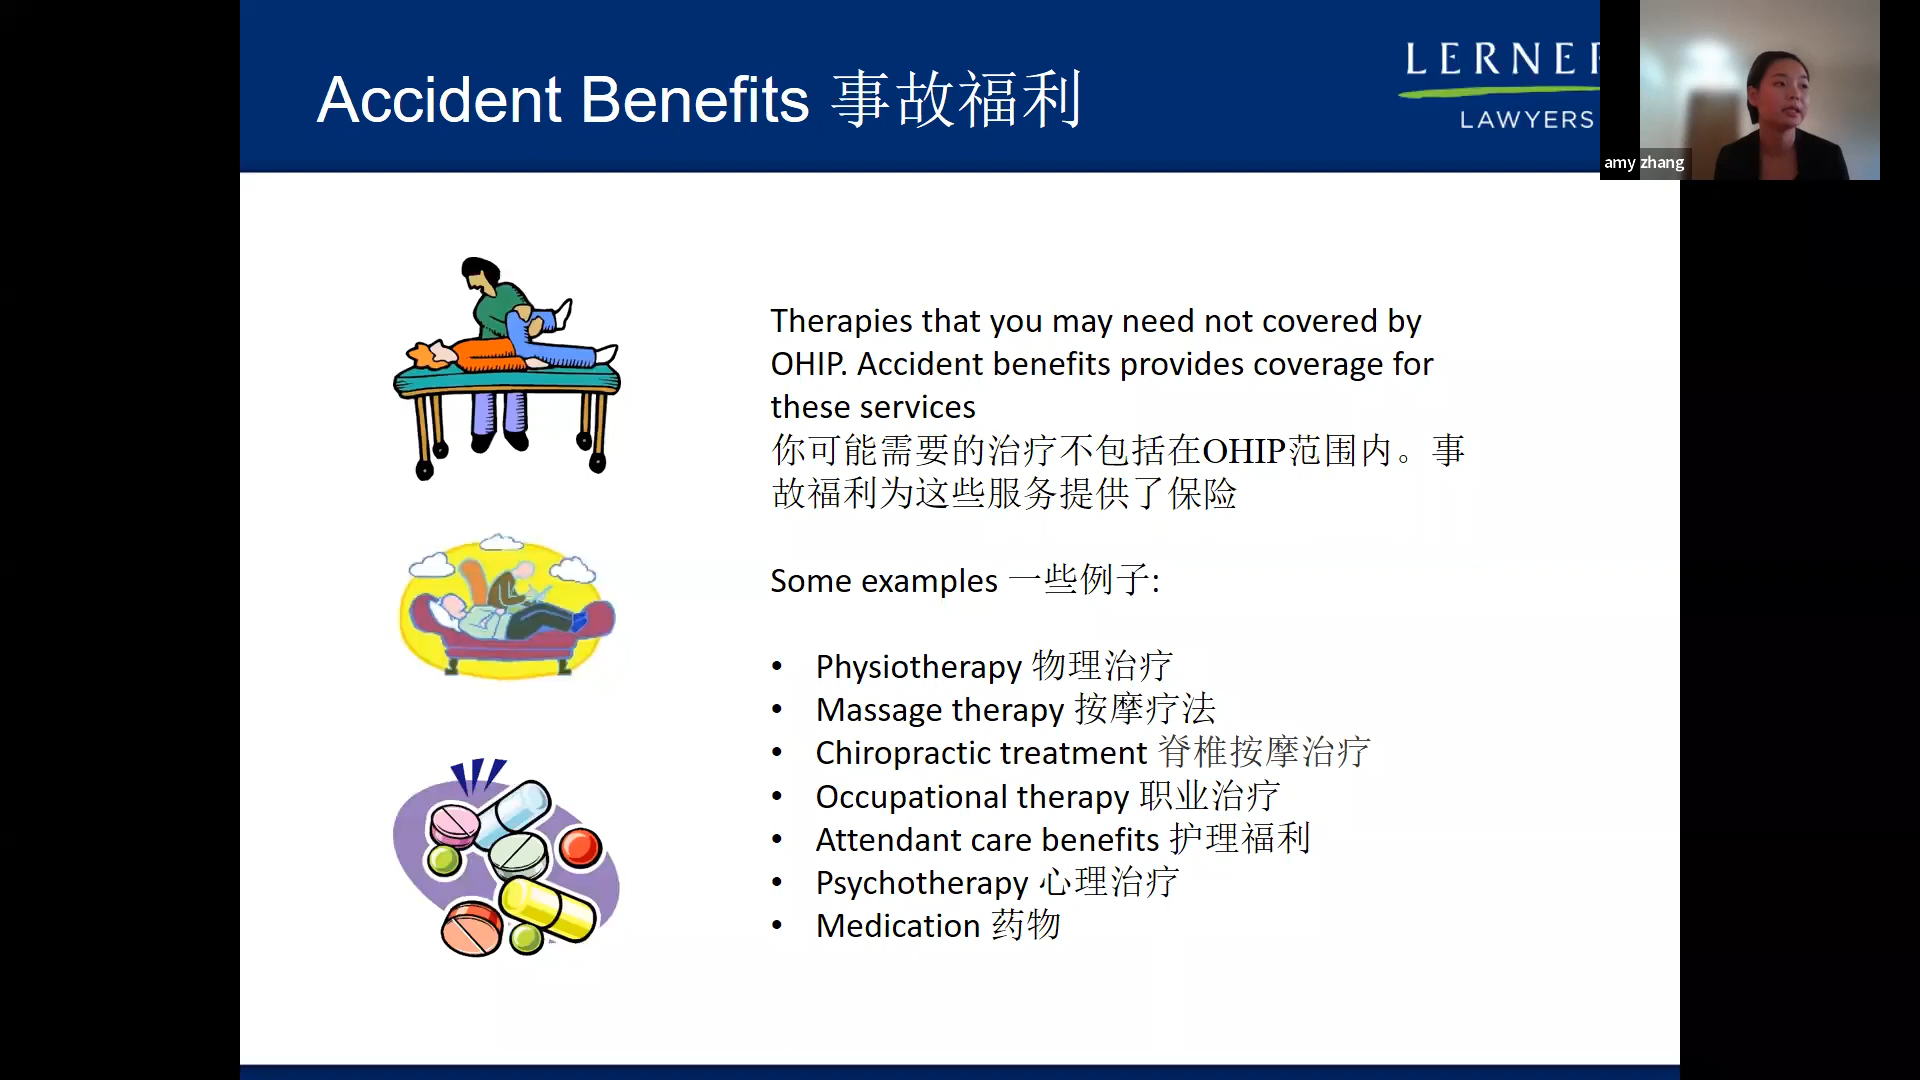 Accident Benefits 事故福利
LERNER
LAWYERS
amy zhang
Therapies that you may need not covered by
OHIP. Accident benefits provides coverage for
these services
你可能需要的治疗不包括在OHIP范围内。事
故福利为这些服务提供了保险
Some examples 一些例子:
• Physiotherapy 物理治疗
• Massage therapy 按摩疗法
• Chiropractic treatment 脊椎按摩治疗
• Occupational therapy 职业治疗
• Attendant care benefits 护理福利
• Psychotherapy 心理治疗
• Medication 药物